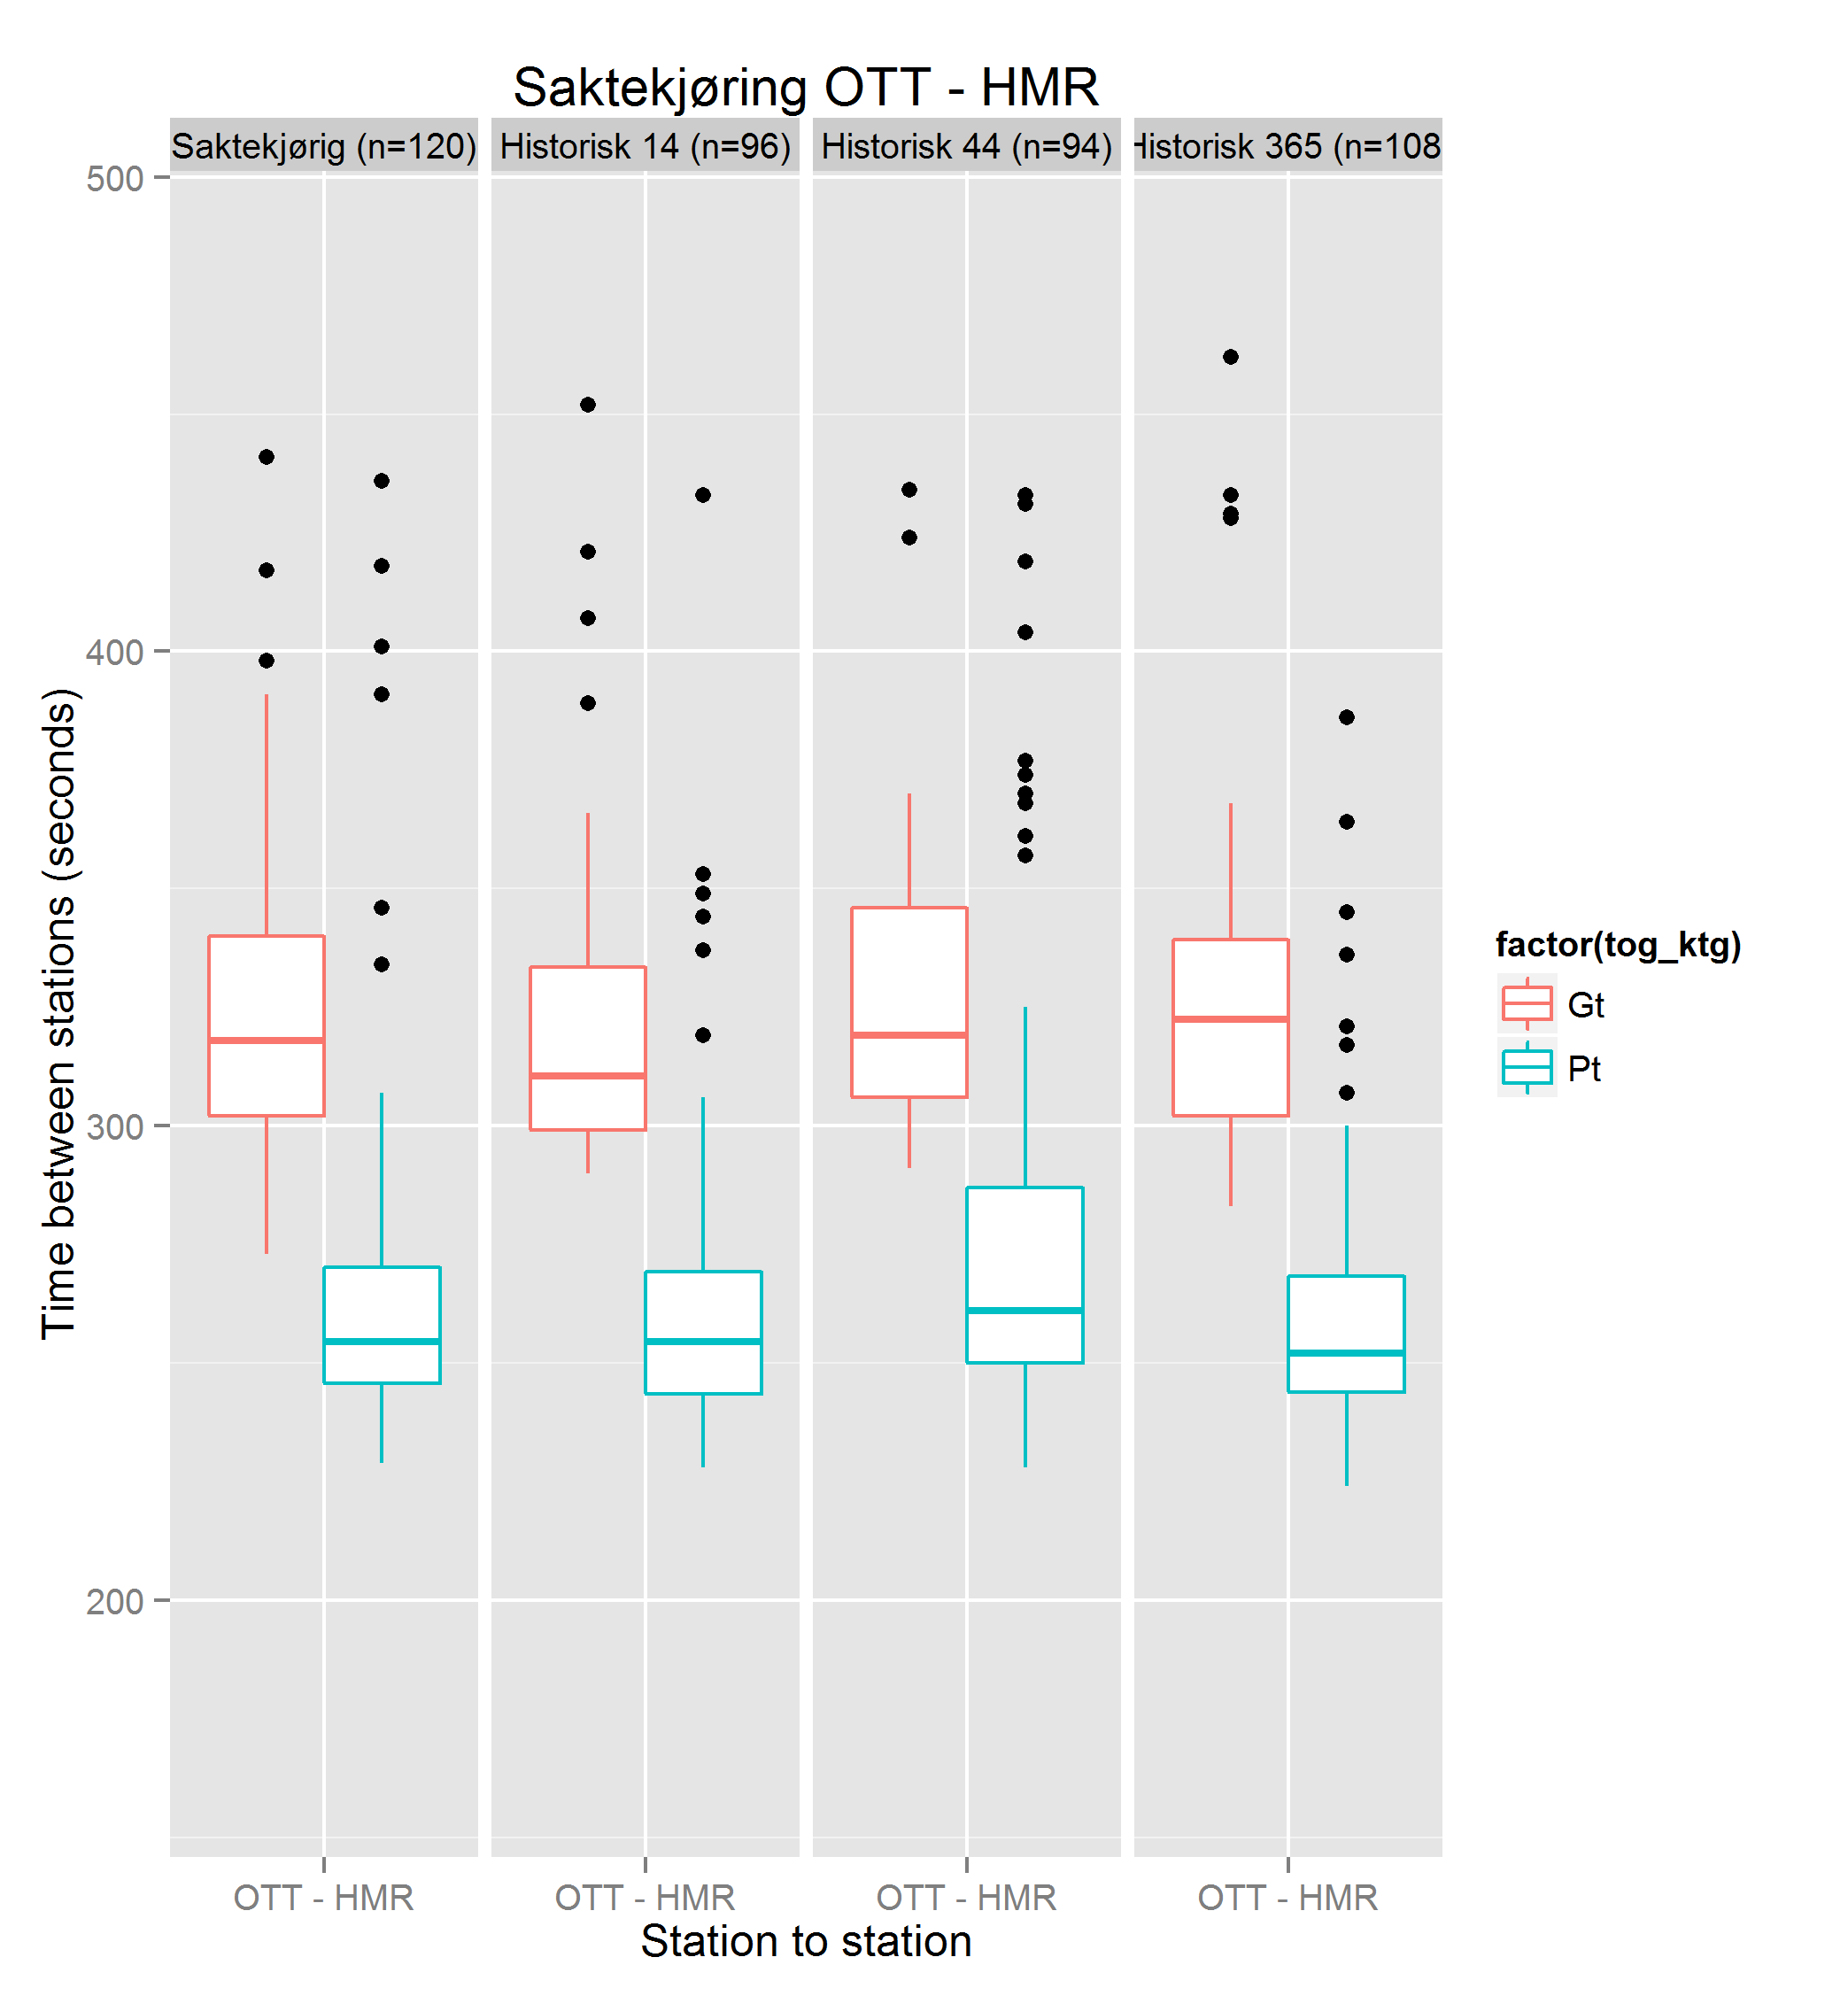 Saktekjøring OTT - HMR
Saktekjørig (n=120) Historisk 14 (n=96) Historisk 44 (n=94) Historisk 365 (n=108
500
400
300
200
Time between stations (seconds)
OTT - HMR OTT - HMR OTT - HMR OTT - HMR
Station to station
factor(tog_ktg)
Gt
Pt